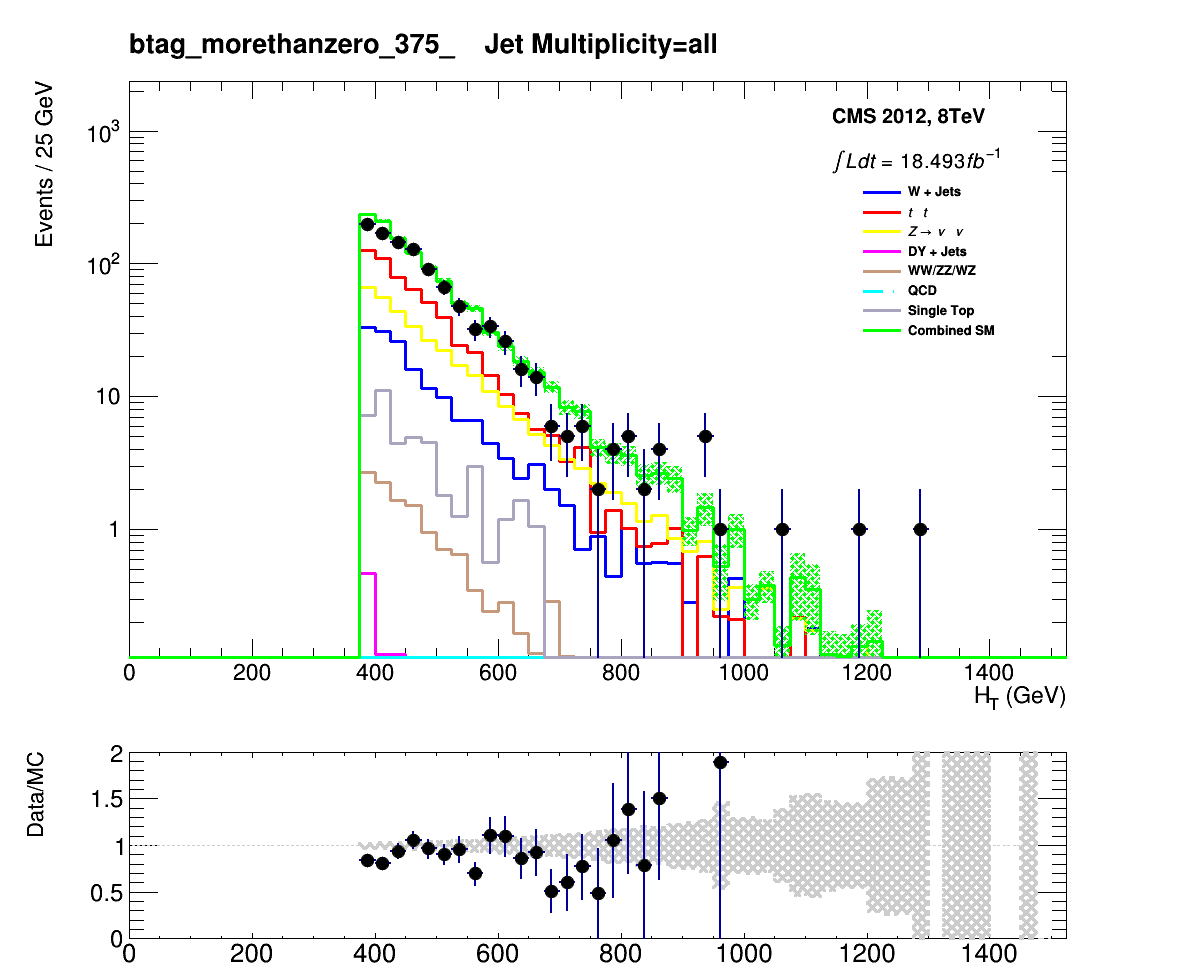 btag_morethanzero_375_ Jet Multiplicity=all
Events / 25 GeV
10³
10²
10
1
CMS 2012, 8TeV
∫Ldt = 18.493fb⁻¹
W + Jets
t t
Z→ ν ν
DY + Jets
WW/ZZ/WZ
QCD
Single Top
Combined SM
0 200 400 600 800 1000 1200 1400
H_T (GeV)
Data/MC
2
1.5
1
0.5
0
0 200 400 600 800 1000 1200 1400